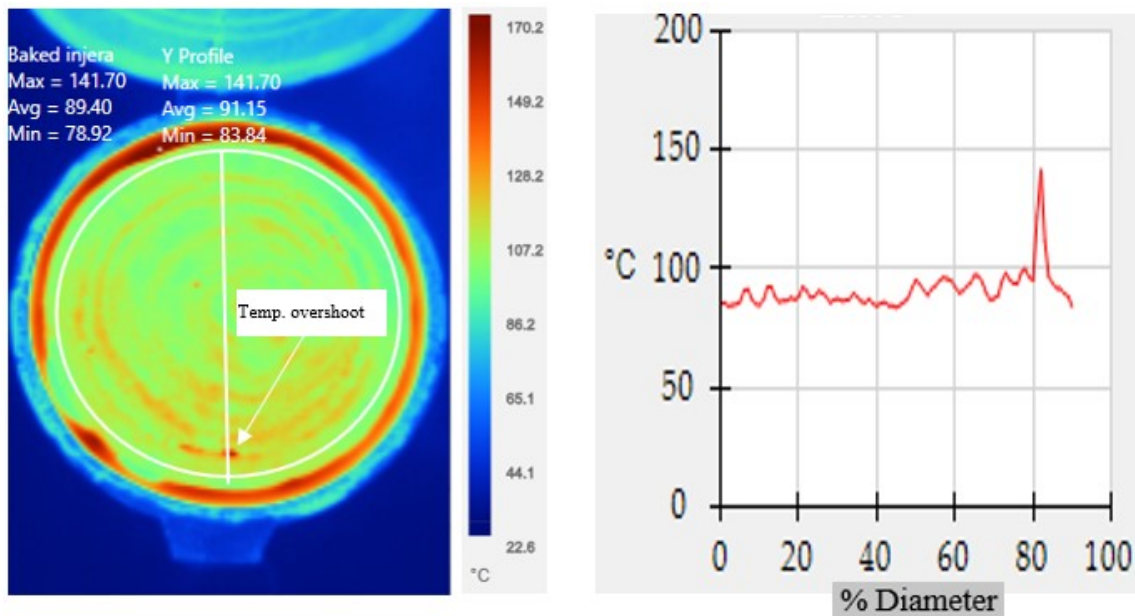 Baked injera
Max = 141.70
Avg = 89.40
Min = 78.92
Y Profile
Max = 141.70
Avg = 91.15
Min = 83.84
Temp. overshoot
170.2
149.2
128.2
107.2
86.2
65.1
44.1
22.6
°C
200
150
100
50
0
°C
0 20 40 60 80 100
% Diameter